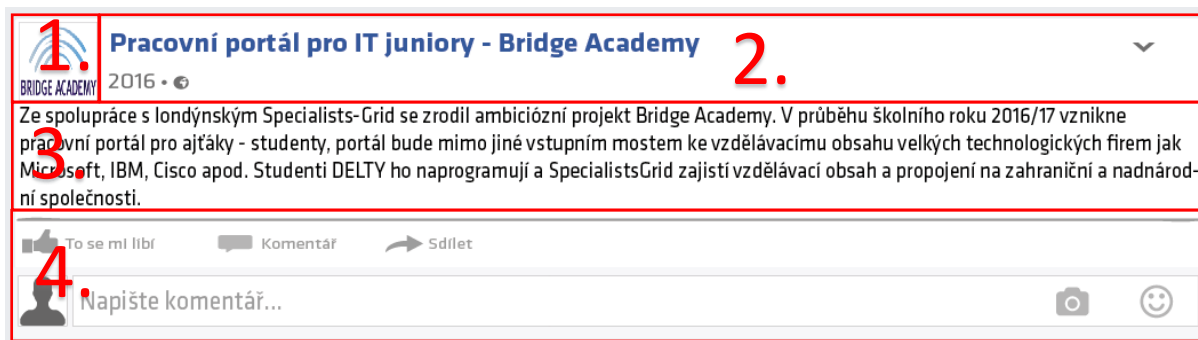 1.
BRIDGE ACADEMY
Pracovní portál pro IT juniory - Bridge Academy
2.
2016 •
3.
Ze spolupráce s londýnským Specialists-Grid se zrodil ambiciózní projekt Bridge Academy. V průběhu školního roku 2016/17 vznikne
pracovní portál pro ajťáky - studenty, portál bude mimo jiné vstupním mostem ke vzdělávacímu obsahu velkých technologických firem jak
Microsoft, IBM, Cisco apod. Studenti DELTY ho naprogramují a SpecialistsGrid zajistí vzdělávací obsah a propojení na zahraniční a nadnárod-
ní společnosti.
4.
To se mi líbí Komentář Sdílet
Napište komentář...